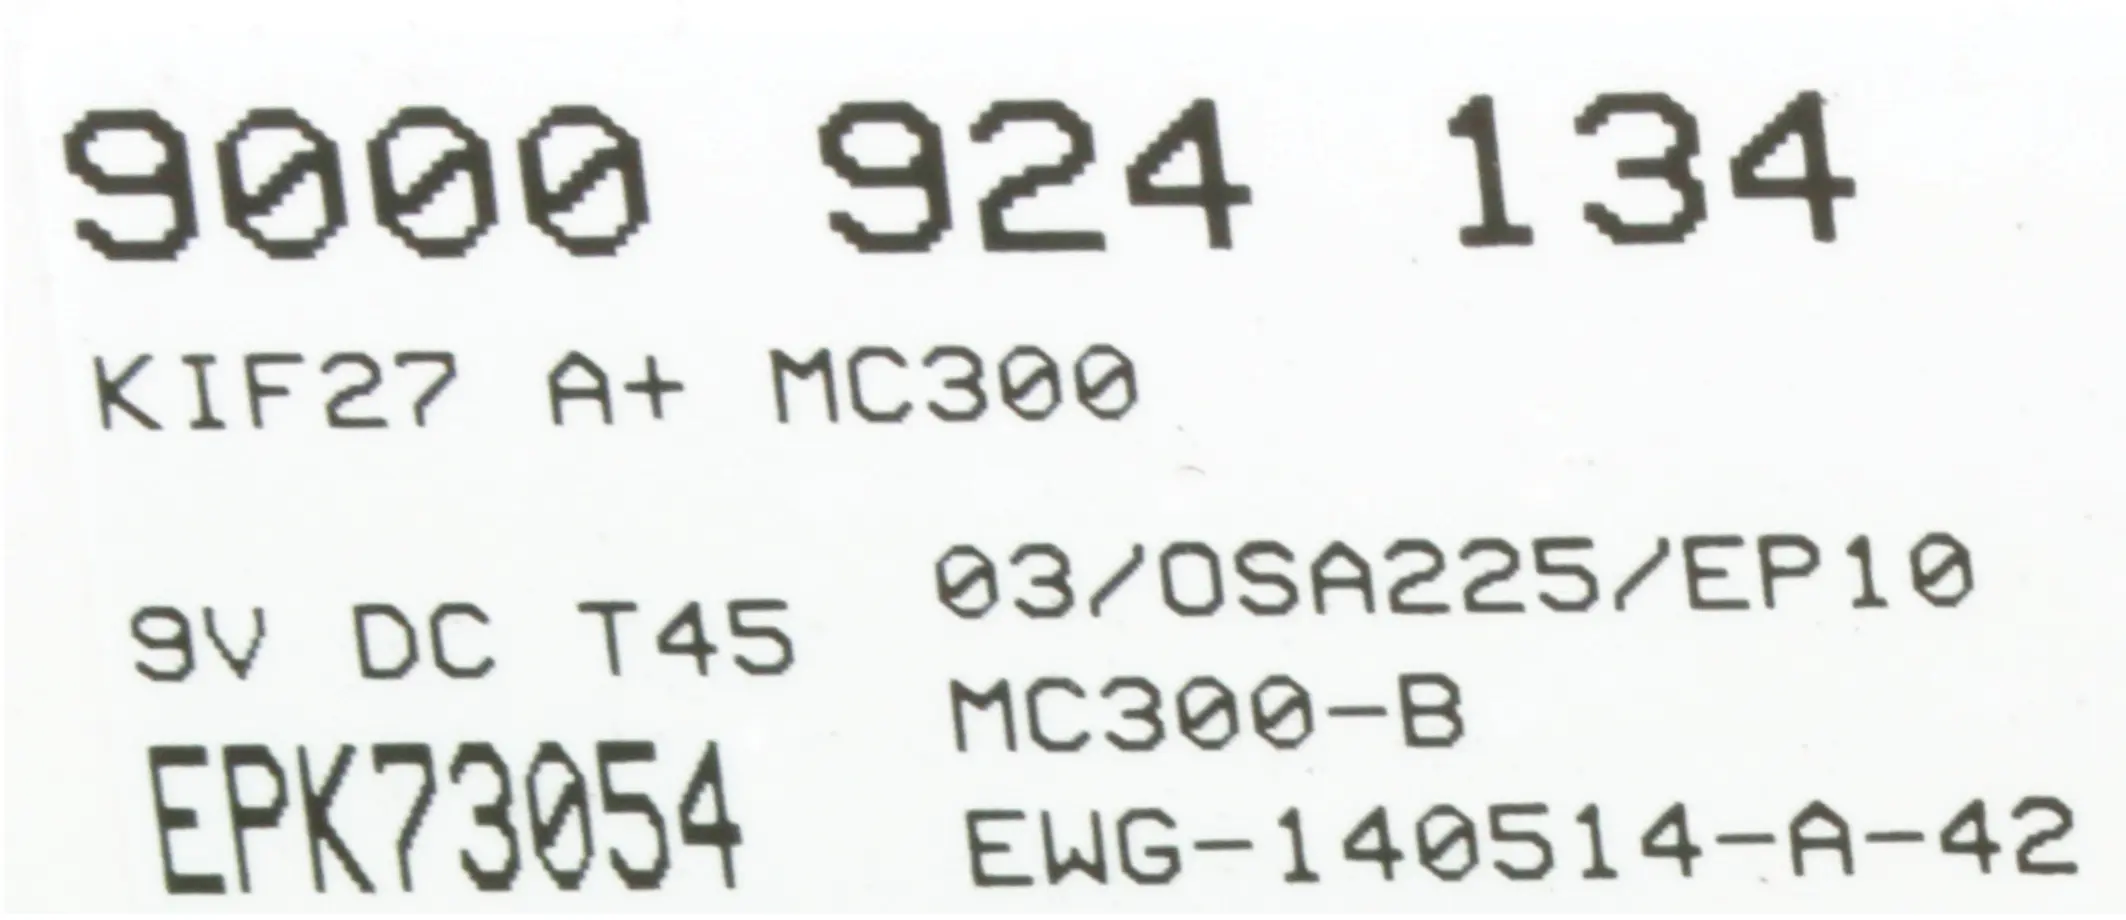 9000 924 134
KIF27 A+ MC300
03/OSA225/EP10
9V DC T45
MC300-B
EPK73054
EWG-140514-A-42